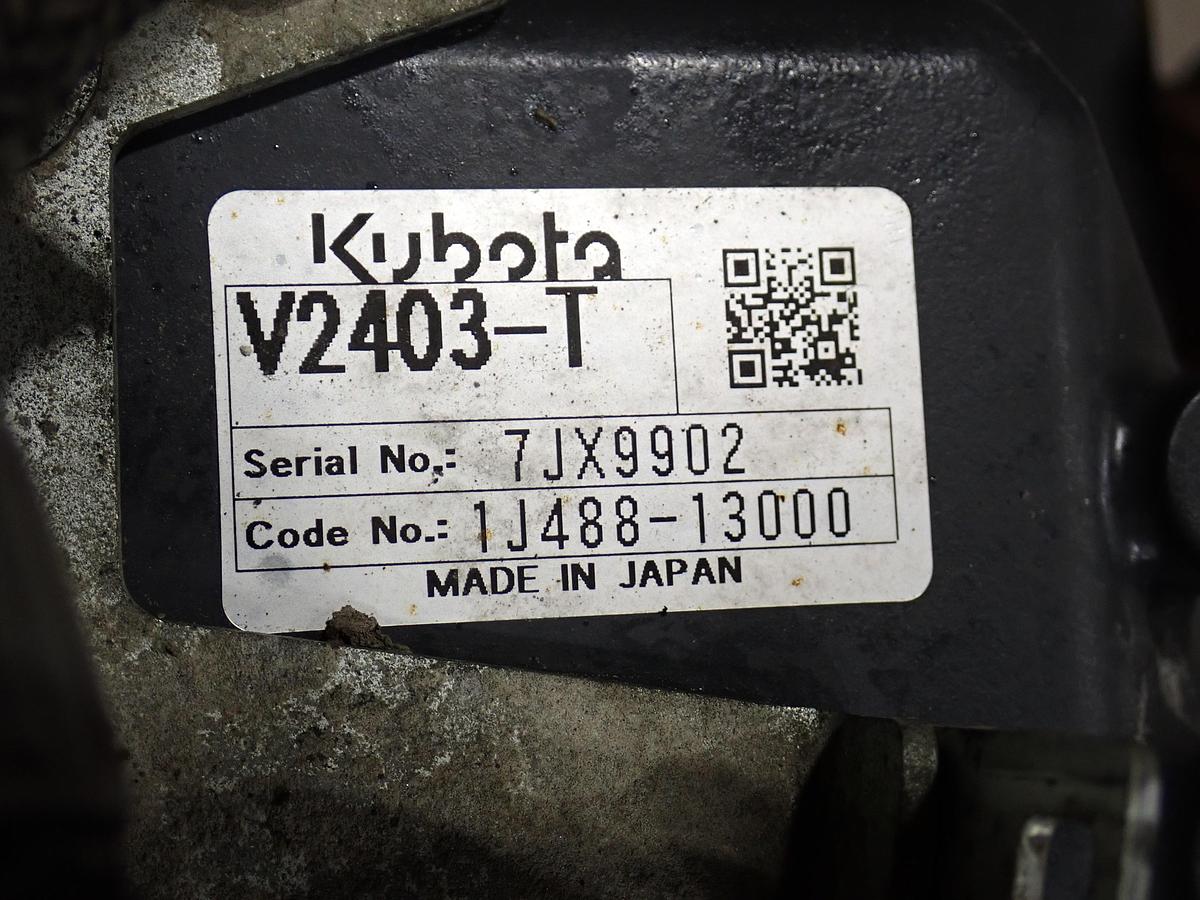 Kubota
V2403-T
Serial No.: 7JX9902
Code No.: 1J488-13000
MADE IN JAPAN